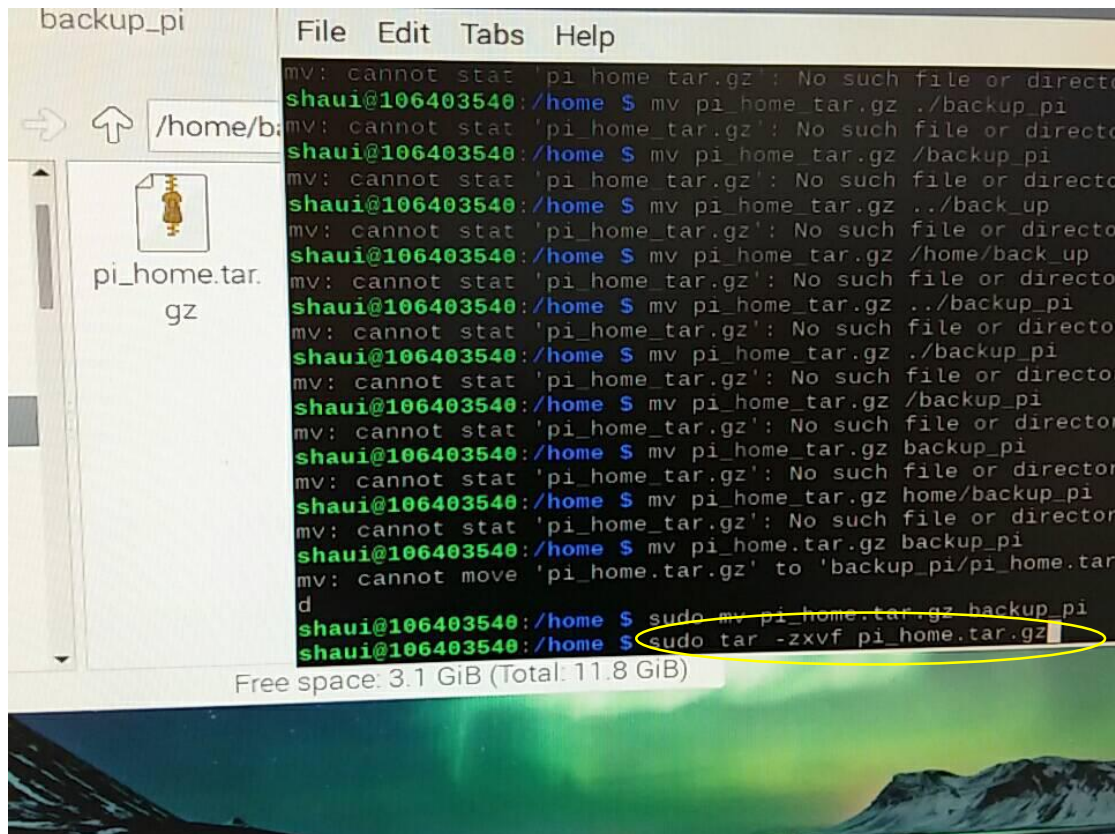 backup_pi
File Edit Tabs Help
/home/b
pi_home.tar.
gz
mv: cannot stat 'pi_home_tar.gz': No such file or direct
shaui@106403540:/home $ mv pi_home_tar.gz ./backup_pi
mv: cannot stat 'pi_home_tar.gz': No such file or directo
shaui@106403540:/home $ mv pi_home_tar.gz /backup_pi
mv: cannot stat 'pi_home_tar.gz': No such file or directo
shaui@106403540:/home $ mv pi_home_tar.gz ../back_up
mv: cannot stat 'pi_home_tar.gz': No such file or directo
shaui@106403540:/home $ mv pi_home_tar.gz /home/back_up
mv: cannot stat 'pi_home_tar.gz': No such file or directo
shaui@106403540:/home $ mv pi_home_tar.gz ../backup_pi
mv: cannot stat 'pi_home_tar.gz': No such file or directo
shaui@106403540:/home $ mv pi_home_tar.gz ./backup_pi
mv: cannot stat 'pi_home_tar.gz': No such file or directo
shaui@106403540:/home $ mv pi_home_tar.gz /backup_pi
mv: cannot stat 'pi_home_tar.gz': No such file or director
shaui@106403540:/home $ mv pi_home_tar.gz backup_pi
mv: cannot stat 'pi_home_tar.gz': No such file or director
shaui@106403540:/home $ mv pi_home_tar.gz home/backup_pi
mv: cannot stat 'pi_home_tar.gz': No such file or director
shaui@106403540:/home $ mv pi_home.tar.gz backup_pi
mv: cannot move 'pi_home.tar.gz' to 'backup_pi/pi_home.tar
d
shaui@106403540:/home $ sudo mv pi_home.tar.gz backup_pi
shaui@106403540:/home $ sudo tar -zxvf pi_home.tar.gz
Free space: 3.1 GiB (Total: 11.8 GiB)